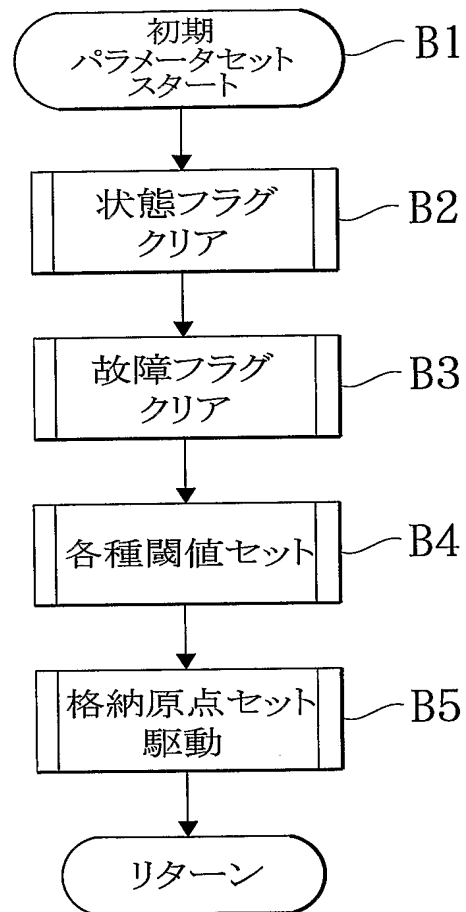 初期
パラメータセット
スタート
B1
状態フラグ
クリア
B2
故障フラグ
クリア
B3
各種閾値セット
B4
格納原点セット
駆動
B5
リターン